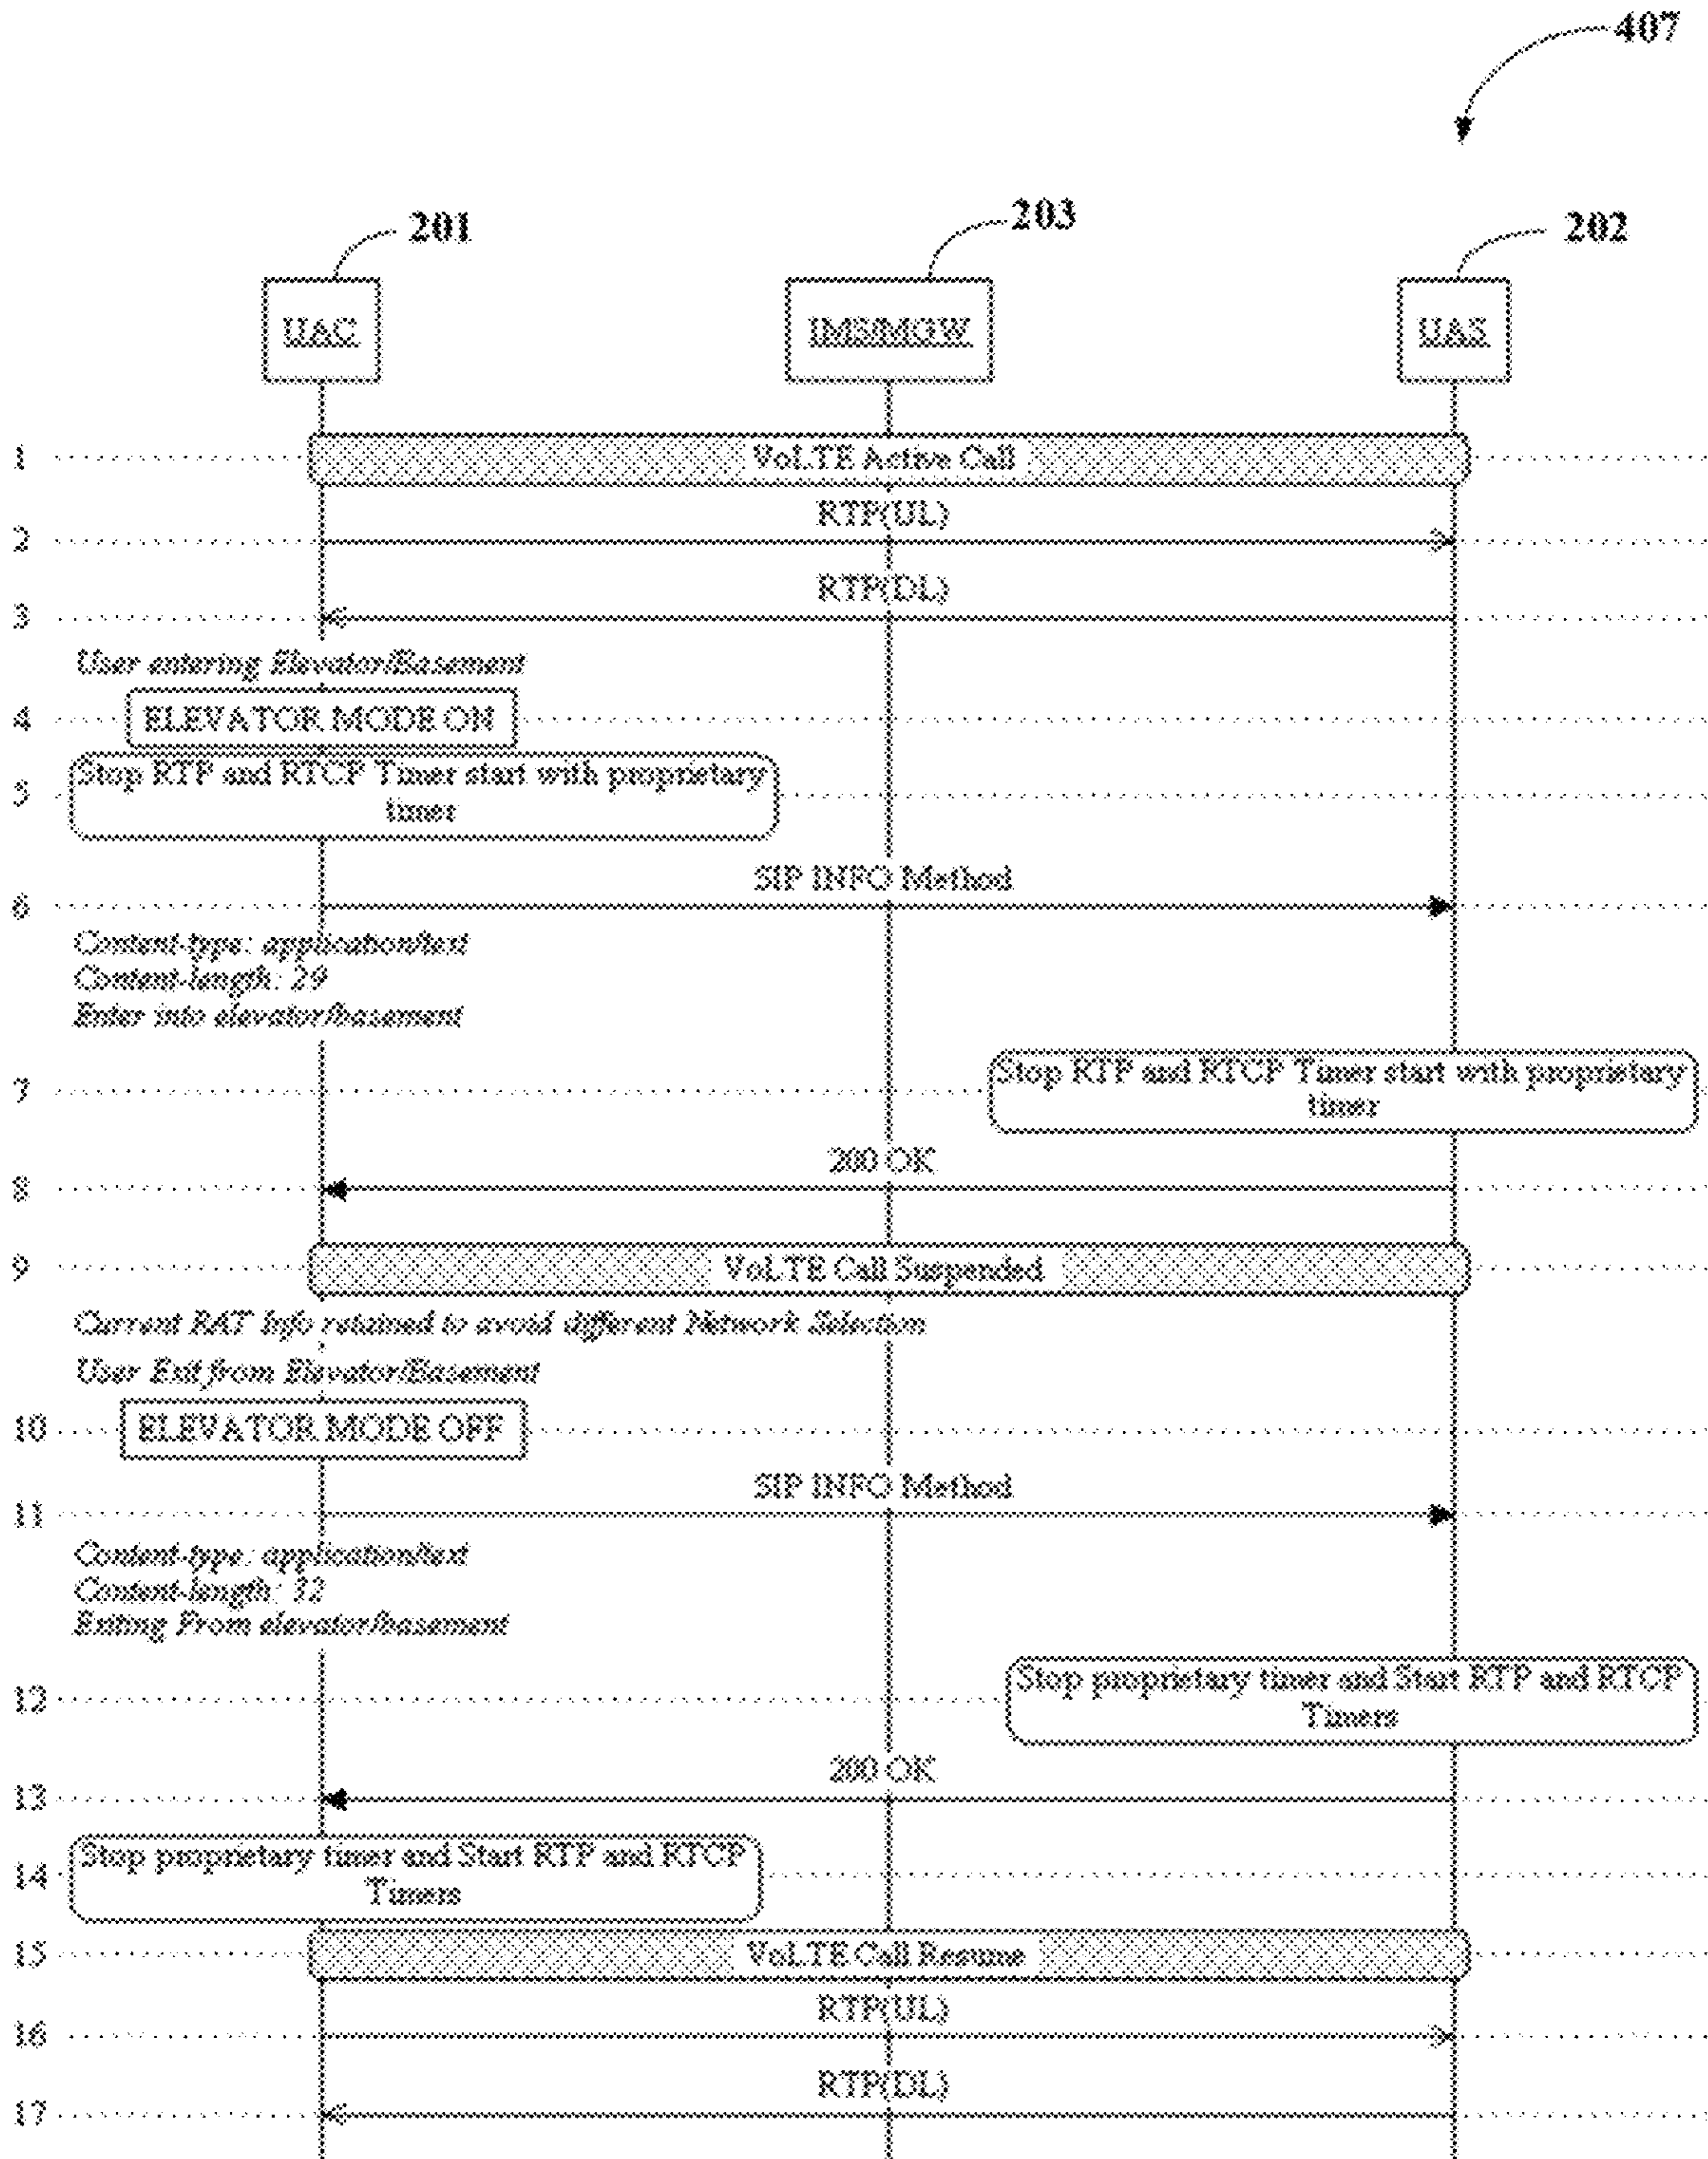 407
201
203
202
UAC
IMS/MGW
UAS
1
VoLTE Active Call
RTP(UL)
2
RTP(DL)
3
User entering Elevator/Basement
4
ELEVATOR MODE ON
Stop RTP and RTCP Timer start with proprietary
5
timer
SIP INFO Method
6
Content-type: application/text
Content-length: 29
Enter into elevator/basement
Stop RTP and RTCP Timer start with proprietary
7
timer
200 OK
8
9
VoLTE Call Suspended
Current RAT Info retained to avoid different Network Selection
User Exit from Elevator/Basement
10
ELEVATOR MODE OFF
SIP INFO Method
11
Content-type: application/text
Content-length: 32
Exiting From elevator/basement
Stop proprietary timer and Start RTP and RTCP
12
Timers
200 OK
13
Stop proprietary timer and Start RTP and RTCP
14
Timers
15
VoLTE Call Resume
RTP(UL)
16
RTP(DL)
17